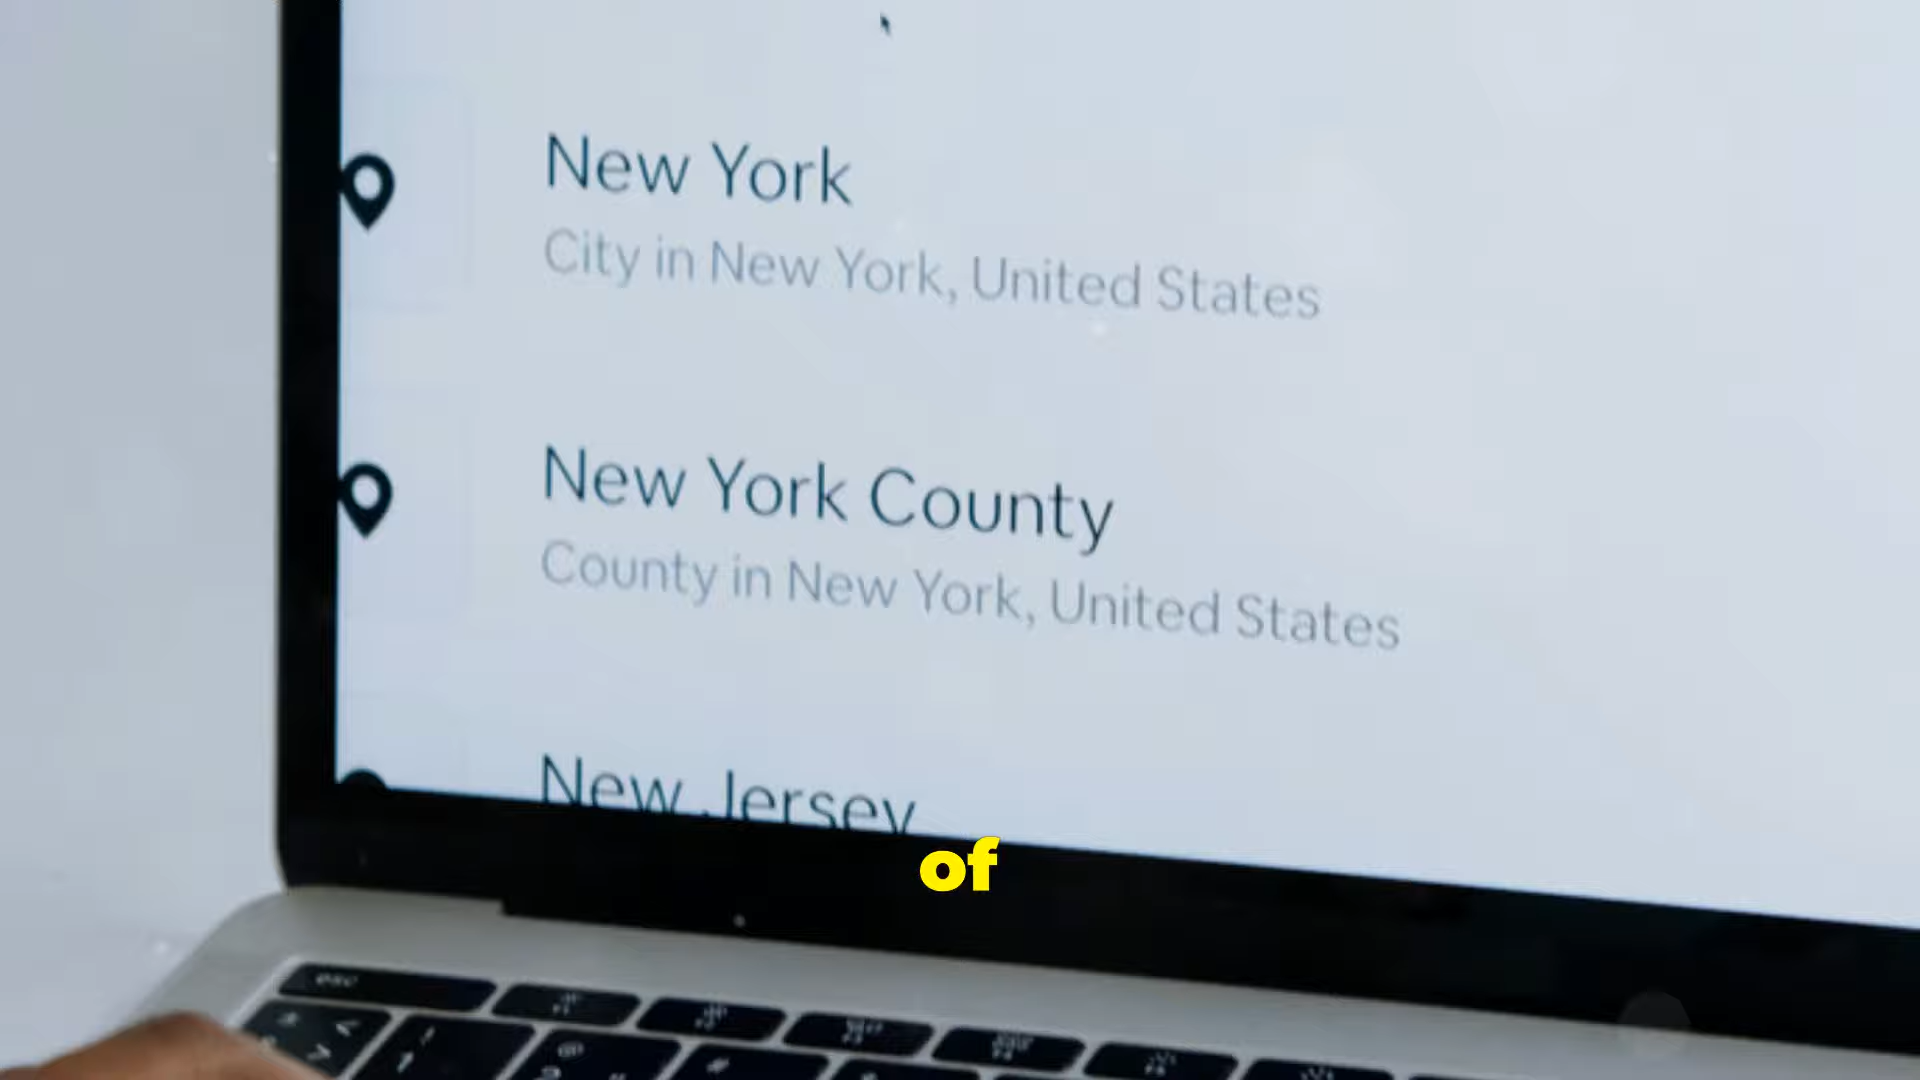 New York
City in New York, United States
New York County
County in New York, United States
New Jersey
of
esc